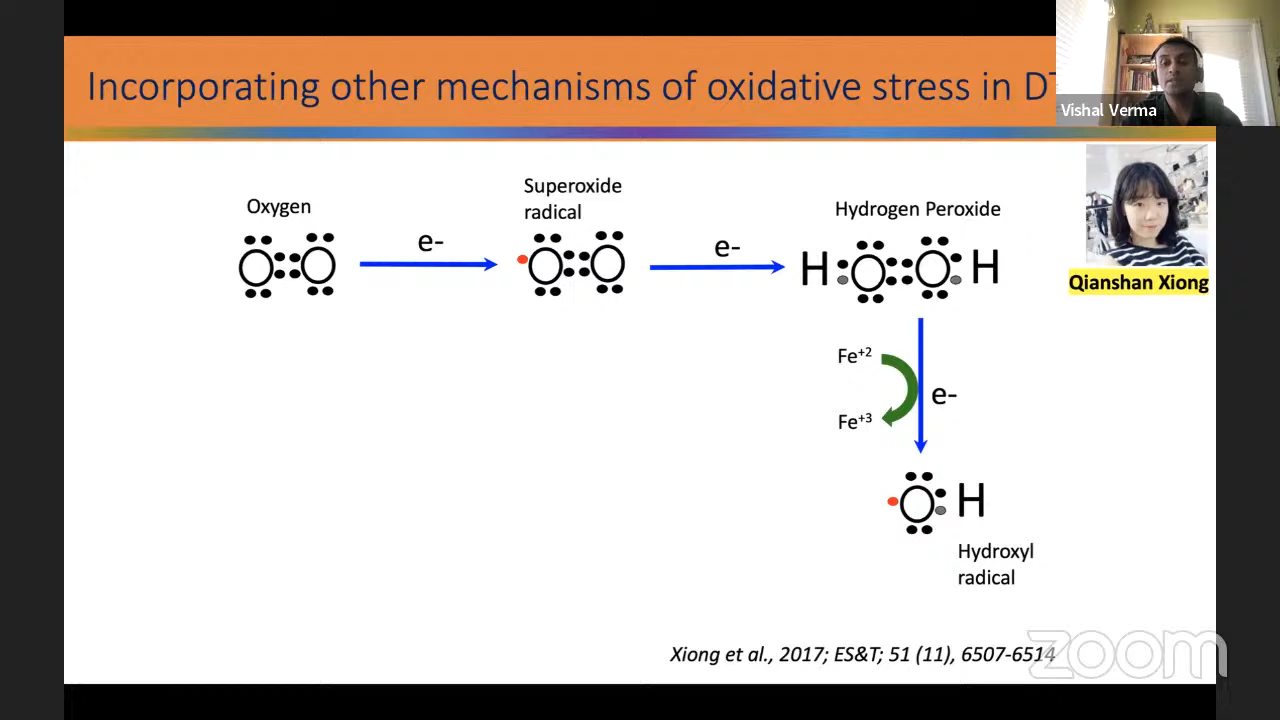 Incorporating other mechanisms of oxidative stress in DT
Vishal Verma
Oxygen
Superoxide
radical
Hydrogen Peroxide
e-
e-
O O
O O
H O O H
Qianshan Xiong
Fe+2
e-
Fe+3
O H
Hydroxyl
radical
Xiong et al., 2017; ES&T; 51 (11), 6507-6514
zoom